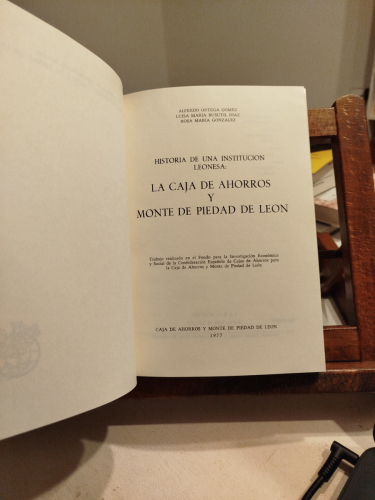 ALFREDO ORTEGA GOMEZ
LUISA MARIA
ROSA MARIA GONZALEZ
HISTORIA DE UNA INSTITUCION
LEONESA:
LA CAJA DE AHORROS
Y
MONTE DE PIEDAD DE LEON
Trabajo realizado en el Fondo para la Investigación Económica
y Social de la Confederación Española de Cajas de Ahorro para
la Caja de Ahorros y Monte de Piedad de León
CAJA DE AHORROS Y MONTE DE PIEDAD DE LEON
1977